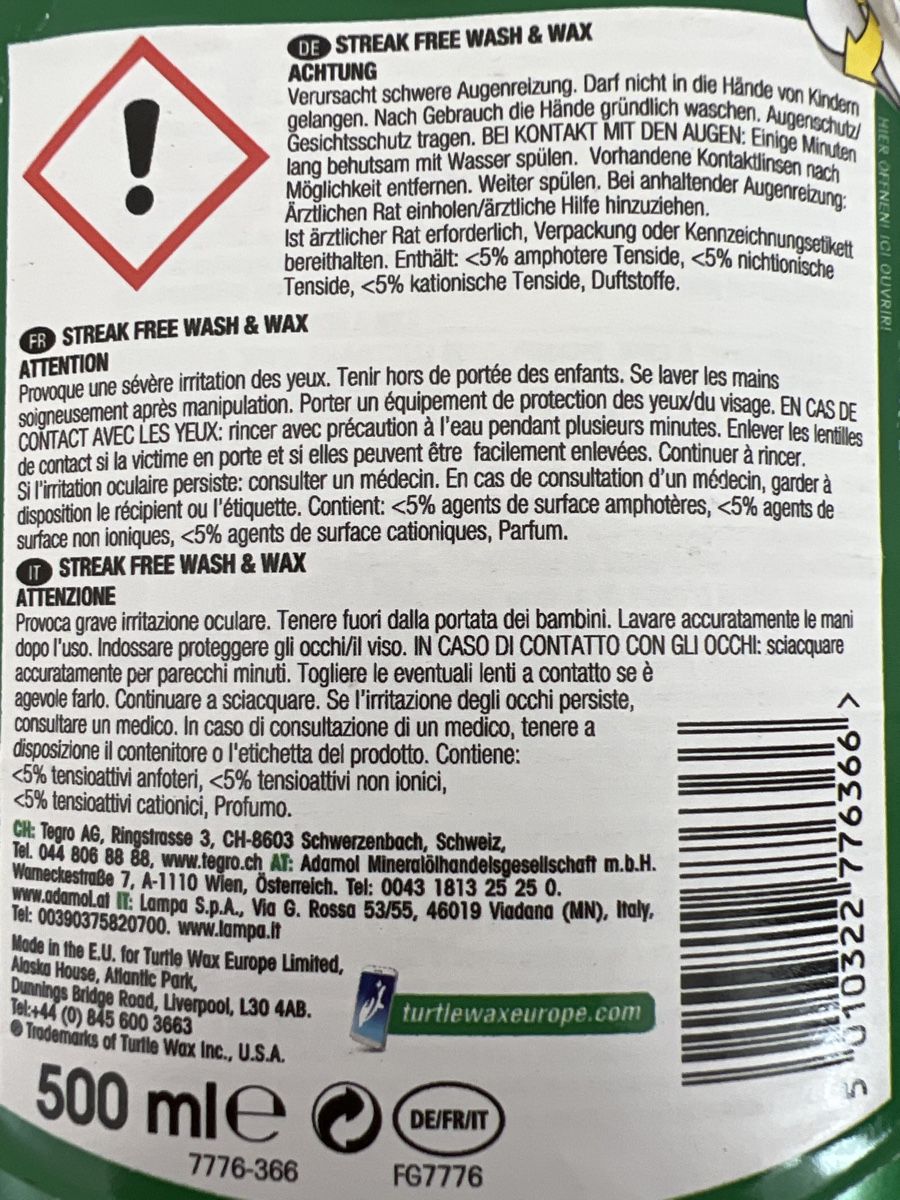 DE STREAK FREE WASH & WAX
ACHTUNG
Verursacht schwere Augenreizung. Darf nicht in die Hände von Kindern
gelangen. Nach Gebrauch die Hände gründlich waschen. Augenschutz/
Gesichtsschutz tragen. BEI KONTAKT MIT DEN AUGEN: Einige Minuten
lang behutsam mit Wasser spülen. Vorhandene Kontaktlinsen nach
Möglichkeit entfernen. Weiter spülen. Bei anhaltender Augenreizung:
Ärztlichen Rat einholen/ärztliche Hilfe hinzuziehen.
Ist ärztlicher Rat erforderlich, Verpackung oder Kennzeichnungsetikett
bereithalten. Enthält: <5% amphotere Tenside, <5% nichtionische
Tenside, <5% kationische Tenside, Duftstoffe.
HIER ÖFFNEN ICI OUVRIR!
FR STREAK FREE WASH & WAX
ATTENTION
Provoque une sévère irritation des yeux. Tenir hors de portée des enfants. Se laver les mains
soigneusement après manipulation. Porter un équipement de protection des yeux/du visage. EN CAS DE
CONTACT AVEC LES YEUX: rincer avec précaution à l'eau pendant plusieurs minutes. Enlever les lentilles
de contact si la victime en porte et si elles peuvent être facilement enlevées. Continuer à rincer.
Si l'irritation oculaire persiste: consulter un médecin. En cas de consultation d'un médecin, garder à
disposition le récipient ou l'étiquette. Contient: <5% agents de surface amphotères, <5% agents de
surface non ioniques, <5% agents de surface cationiques, Parfum.
IT STREAK FREE WASH & WAX
ATTENZIONE
Provoca grave irritazione oculare. Tenere fuori dalla portata dei bambini. Lavare accuratamente le mani
dopo l'uso. Indossare proteggere gli occhi/il viso. IN CASO DI CONTATTO CON GLI OCCHI: sciacquare
accuratamente per parecchi minuti. Togliere le eventuali lenti a contatto se è
agevole farlo. Continuare a sciacquare. Se l'irritazione degli occhi persiste,
consultare un medico. In caso di consultazione di un medico, tenere a
disposizione il contenitore o l'etichetta del prodotto. Contiene:
<5% tensioattivi anfoteri, <5% tensioattivi non ionici,
<5% tensioattivi cationici, Profumo.
CH: Tegro AG, Ringstrasse 3, CH-8603 Schwerzenbach, Schweiz,
Tel. 044 806 88 88, www.tegro.ch AT: Adamol Mineralölhandelsgesellschaft m.b.H.
Warneckestraße 7, A-1110 Wien, Österreich. Tel: 0043 1813 25 25 0.
www.adamol.at IT: Lampa S.p.A., Via G. Rossa 53/55, 46019 Viadana (MN), Italy,
Tel: 00390375820700. www.lampa.it
Made in the E.U. for Turtle Wax Europe Limited,
Alaska House, Atlantic Park,
Dunnings Bridge Road, Liverpool, L30 4AB.
Tel:+44 (0) 845 600 3663
® Trademarks of Turtle Wax Inc., U.S.A.
turtlewaxeurope.com
5 010322 776366 >
500 ml e
DE/FR/IT
7776-366
FG7776